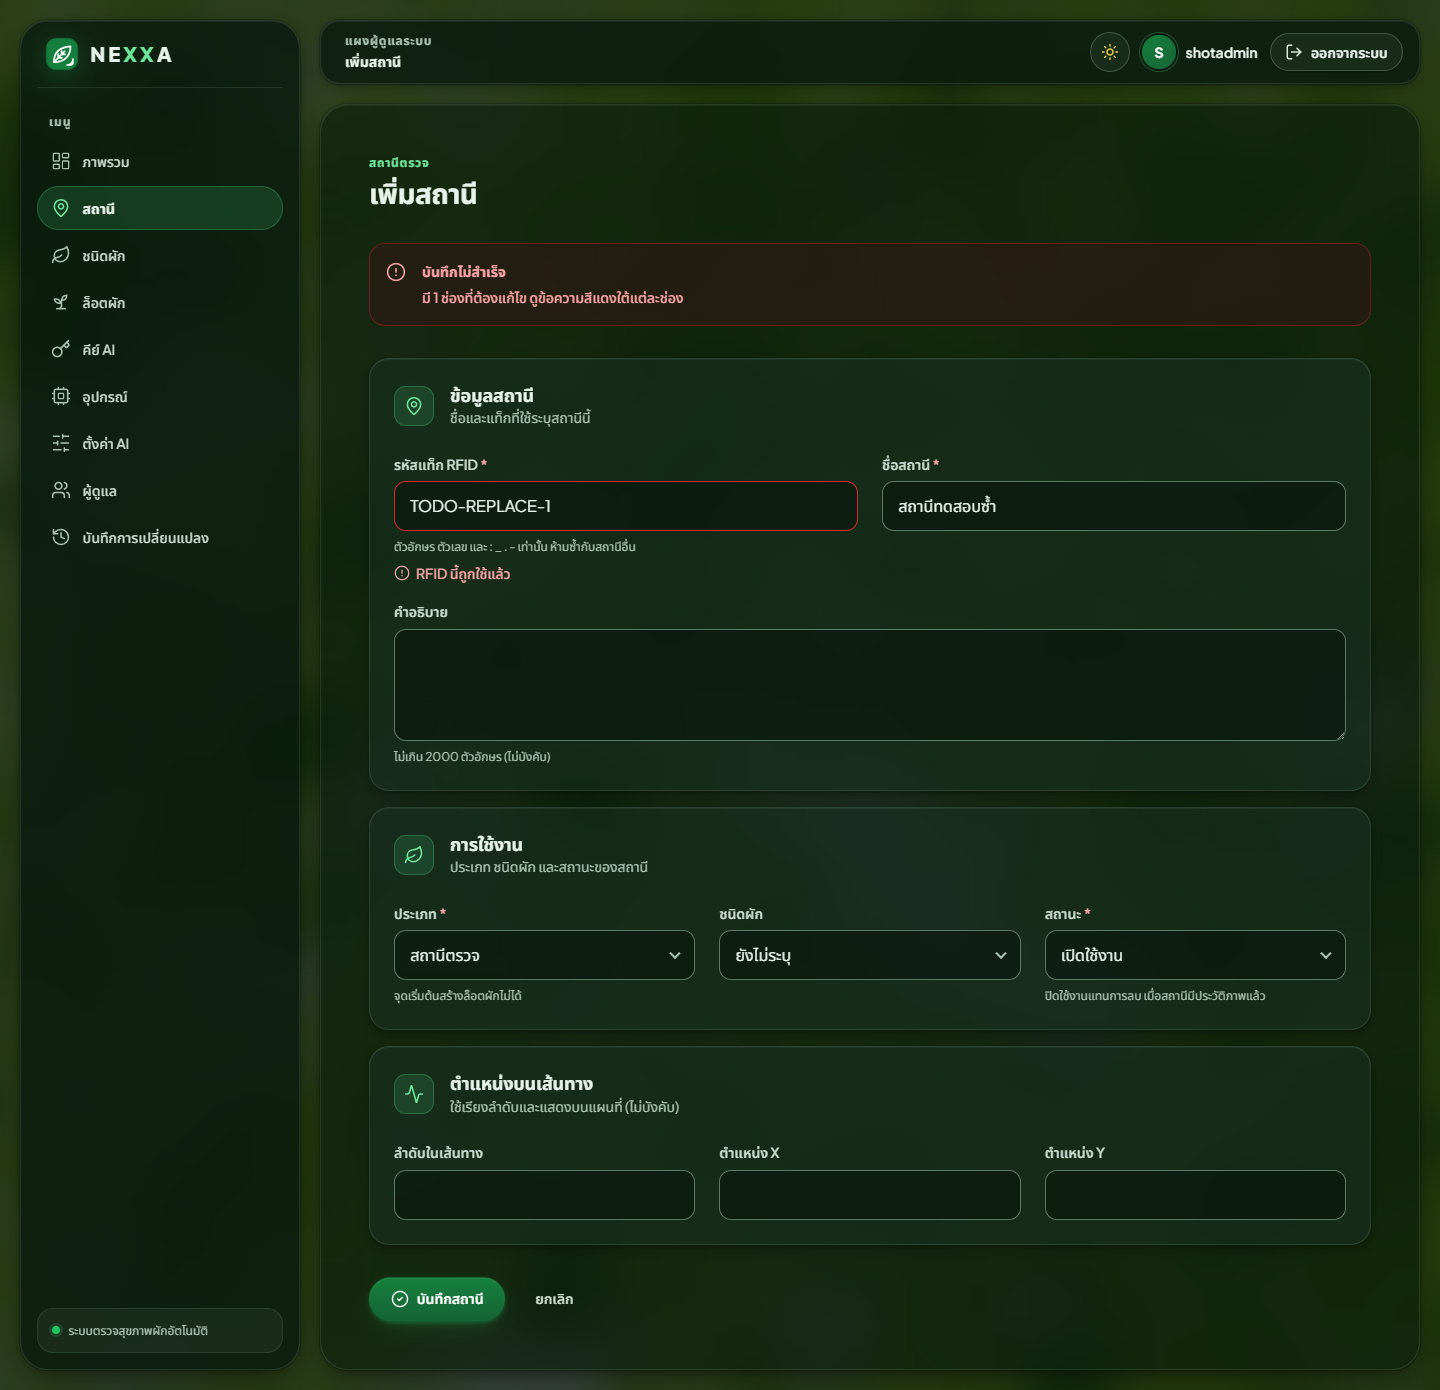 NEXXA
เมนู
ภาพรวม
สถานี
ชนิดผัก
ล็อตผัก
คีย์ AI
อุปกรณ์
ตั้งค่า AI
ผู้ดูแล
บันทึกการเปลี่ยนแปลง
ระบบตรวจสุขภาพผักอัตโนมัติ
แผงผู้ดูแลระบบ
เพิ่มสถานี
S
shotadmin
ออกจากระบบ
สถานีตรวจ
เพิ่มสถานี
บันทึกไม่สำเร็จ
มี 1 ช่องที่ต้องแก้ไข ดูข้อความสีแดงใต้แต่ละช่อง
ข้อมูลสถานี
ชื่อและแท็กที่ใช้ระบุสถานีนี้
รหัสแท็ก RFID *
TODO-REPLACE-1
ตัวอักษร ตัวเลข และ : _ . - เท่านั้น ห้ามซ้ำกับสถานีอื่น
RFID นี้ถูกใช้แล้ว
ชื่อสถานี *
สถานีทดสอบซ้ำ
คำอธิบาย
ไม่เกิน 2000 ตัวอักษร (ไม่บังคับ)
การใช้งาน
ประเภท ชนิดผัก และสถานะของสถานี
ประเภท *
สถานีตรวจ
จุดเริ่มต้นสร้างล็อตผักไม่ได้
ชนิดผัก
ยังไม่ระบุ
สถานะ *
เปิดใช้งาน
ปิดใช้งานแทนการลบ เมื่อสถานีมีประวัติภาพแล้ว
ตำแหน่งบนเส้นทาง
ใช้เรียงลำดับและแสดงบนแผนที่ (ไม่บังคับ)
ลำดับในเส้นทาง
ตำแหน่ง X
ตำแหน่ง Y
บันทึกสถานี
ยกเลิก